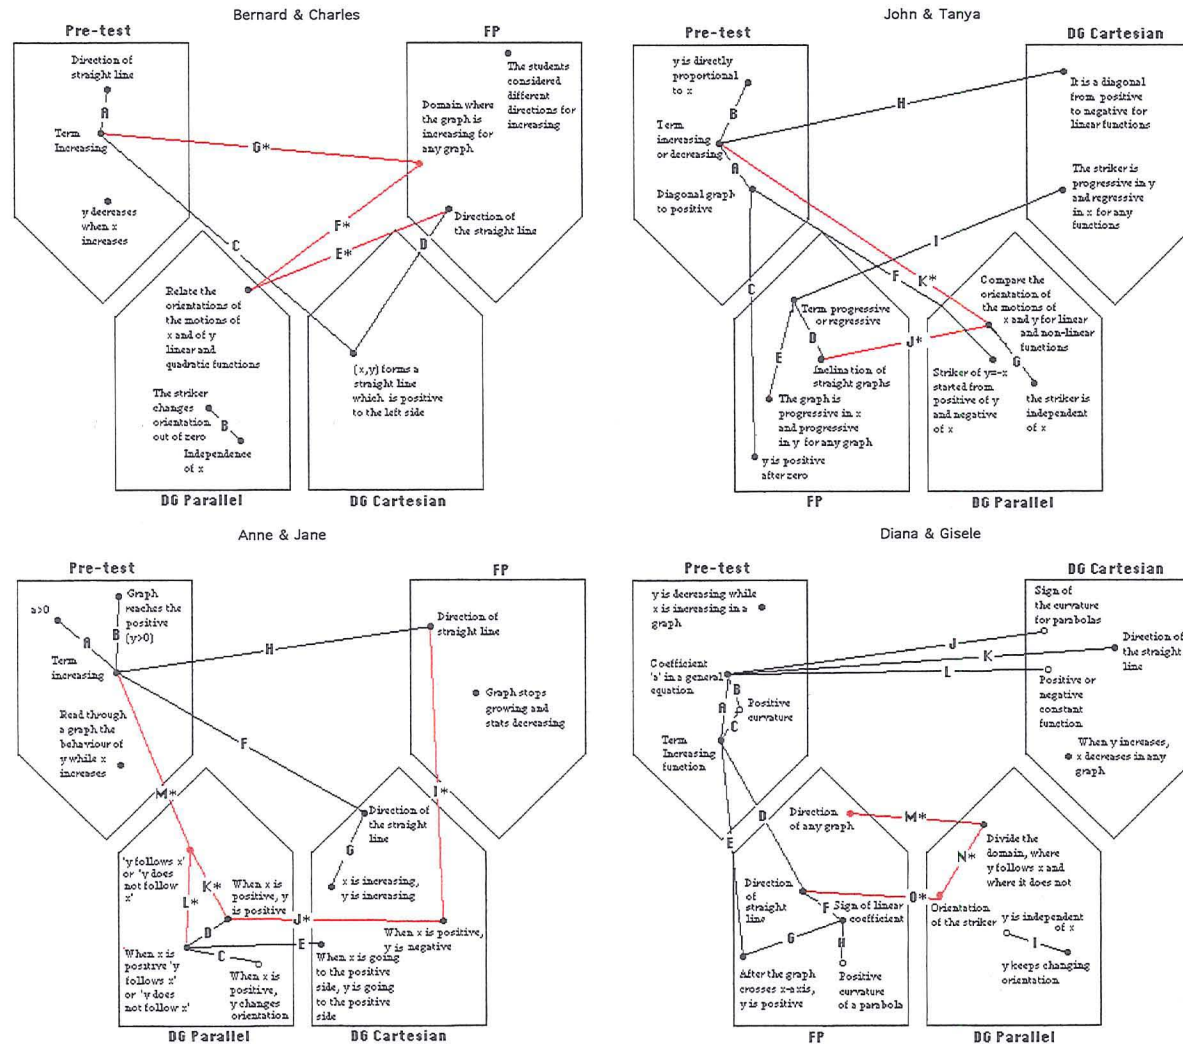 Bernard & Charles
Pre-test
FP
Direction of
straight line
A
Term
Increasing
y decreases
when x
increases
G*
The students
considered
different
directions for
increasing
Domain where
the graph is
increasing for
any graph
Direction of
the straight line
F*
E*
C
D
Relate the
orientations of
the motions of
x and of y
linear and
quadratic functions
The striker
changes
orientation
out of zero
B
Independence
of x
(x,y) forms a
straight line
which is positive
to the left side
DG Parallel
DG Cartesian
John & Tanya
Pre-test
DG Cartesian
y is directly
proportional
to x
B
Term
increasing
or decreasing
A
Diagonal graph
to positive
H
It is a diagonal
from positive
to negative for
linear functions
The striker is
progressive in y
and regressive
in x for any
functions
I
F
K*
C
Term progressive
or regressive
D
E
J*
Inclination of
straight graphs
The graph is
progressive in x
and progressive
in y for any graph
y is positive
after zero
Compare the
orientation of
the motions of
x and y for linear
and non-linear
functions
G
Striker of y=-x
started from
positive of y
and negative
of x
the striker is
independent
of x
FP
DG Parallel
Anne & Jane
Pre-test
FP
a>0
Graph
reaches the
positive
(y>0)
A
B
Term
increasing
Read through
a graph the
behaviour of
y while x
increases
H
F
Direction of
straight line
Graph stops
growing and
stats decreasing
M*
I*
'y follows x'
or 'y does
not follow
x'
K*
L*
When x is
positive, y
is positive
D
J*
E
C
'When x is
positive 'y
follows x'
or 'y does
not follow x'
When x is
positive,
y changes
orientation
Direction of
the straight
line
G
x is increasing,
y is increasing
When x is positive,
y is negative
When x is going
to the positive
side, y is going
to the positive
side
DG Parallel
DG Cartesian
Diana & Gisele
Pre-test
DG Cartesian
y is decreasing while
x is increasing in a
graph
Coefficient
'a' in a general
equation
B
A
C
Positive
curvature
Term
Increasing
function
J
K
L
Sign of
the curvature
for parabolas
Direction of
the straight
line
Positive or
negative
constant
function
When y increases,
x decreases in any
graph
D
E
Direction
of any graph
M*
N*
O*
Divide the
domain, where
y follows x and
where it does not
Direction
of
straight
line
F
Sign of linear
coefficient
G
H
After the graph
crosses x-axis,
y is positive
Positive
curvature
of a parabola
Orientation
of the striker
y is independent
of x
I
y keeps changing
orientation
FP
DG Parallel